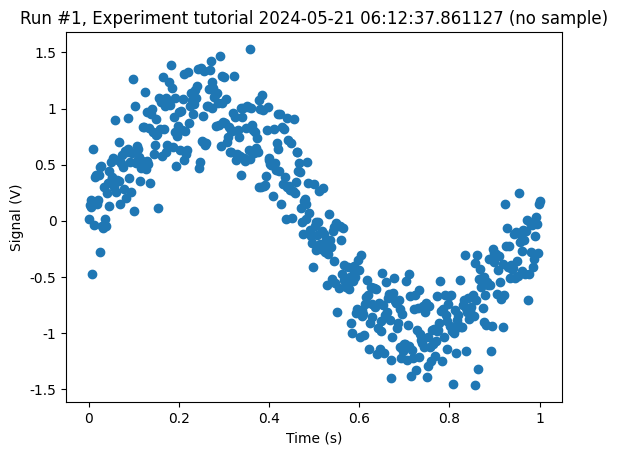 Run #1, Experiment tutorial 2024-05-21 06:12:37.861127 (no sample)
1.5
1
0.5
0
-0.5
-1
-1.5
Signal (V)
0 0.2 0.4 0.6 0.8 1
Time (s)